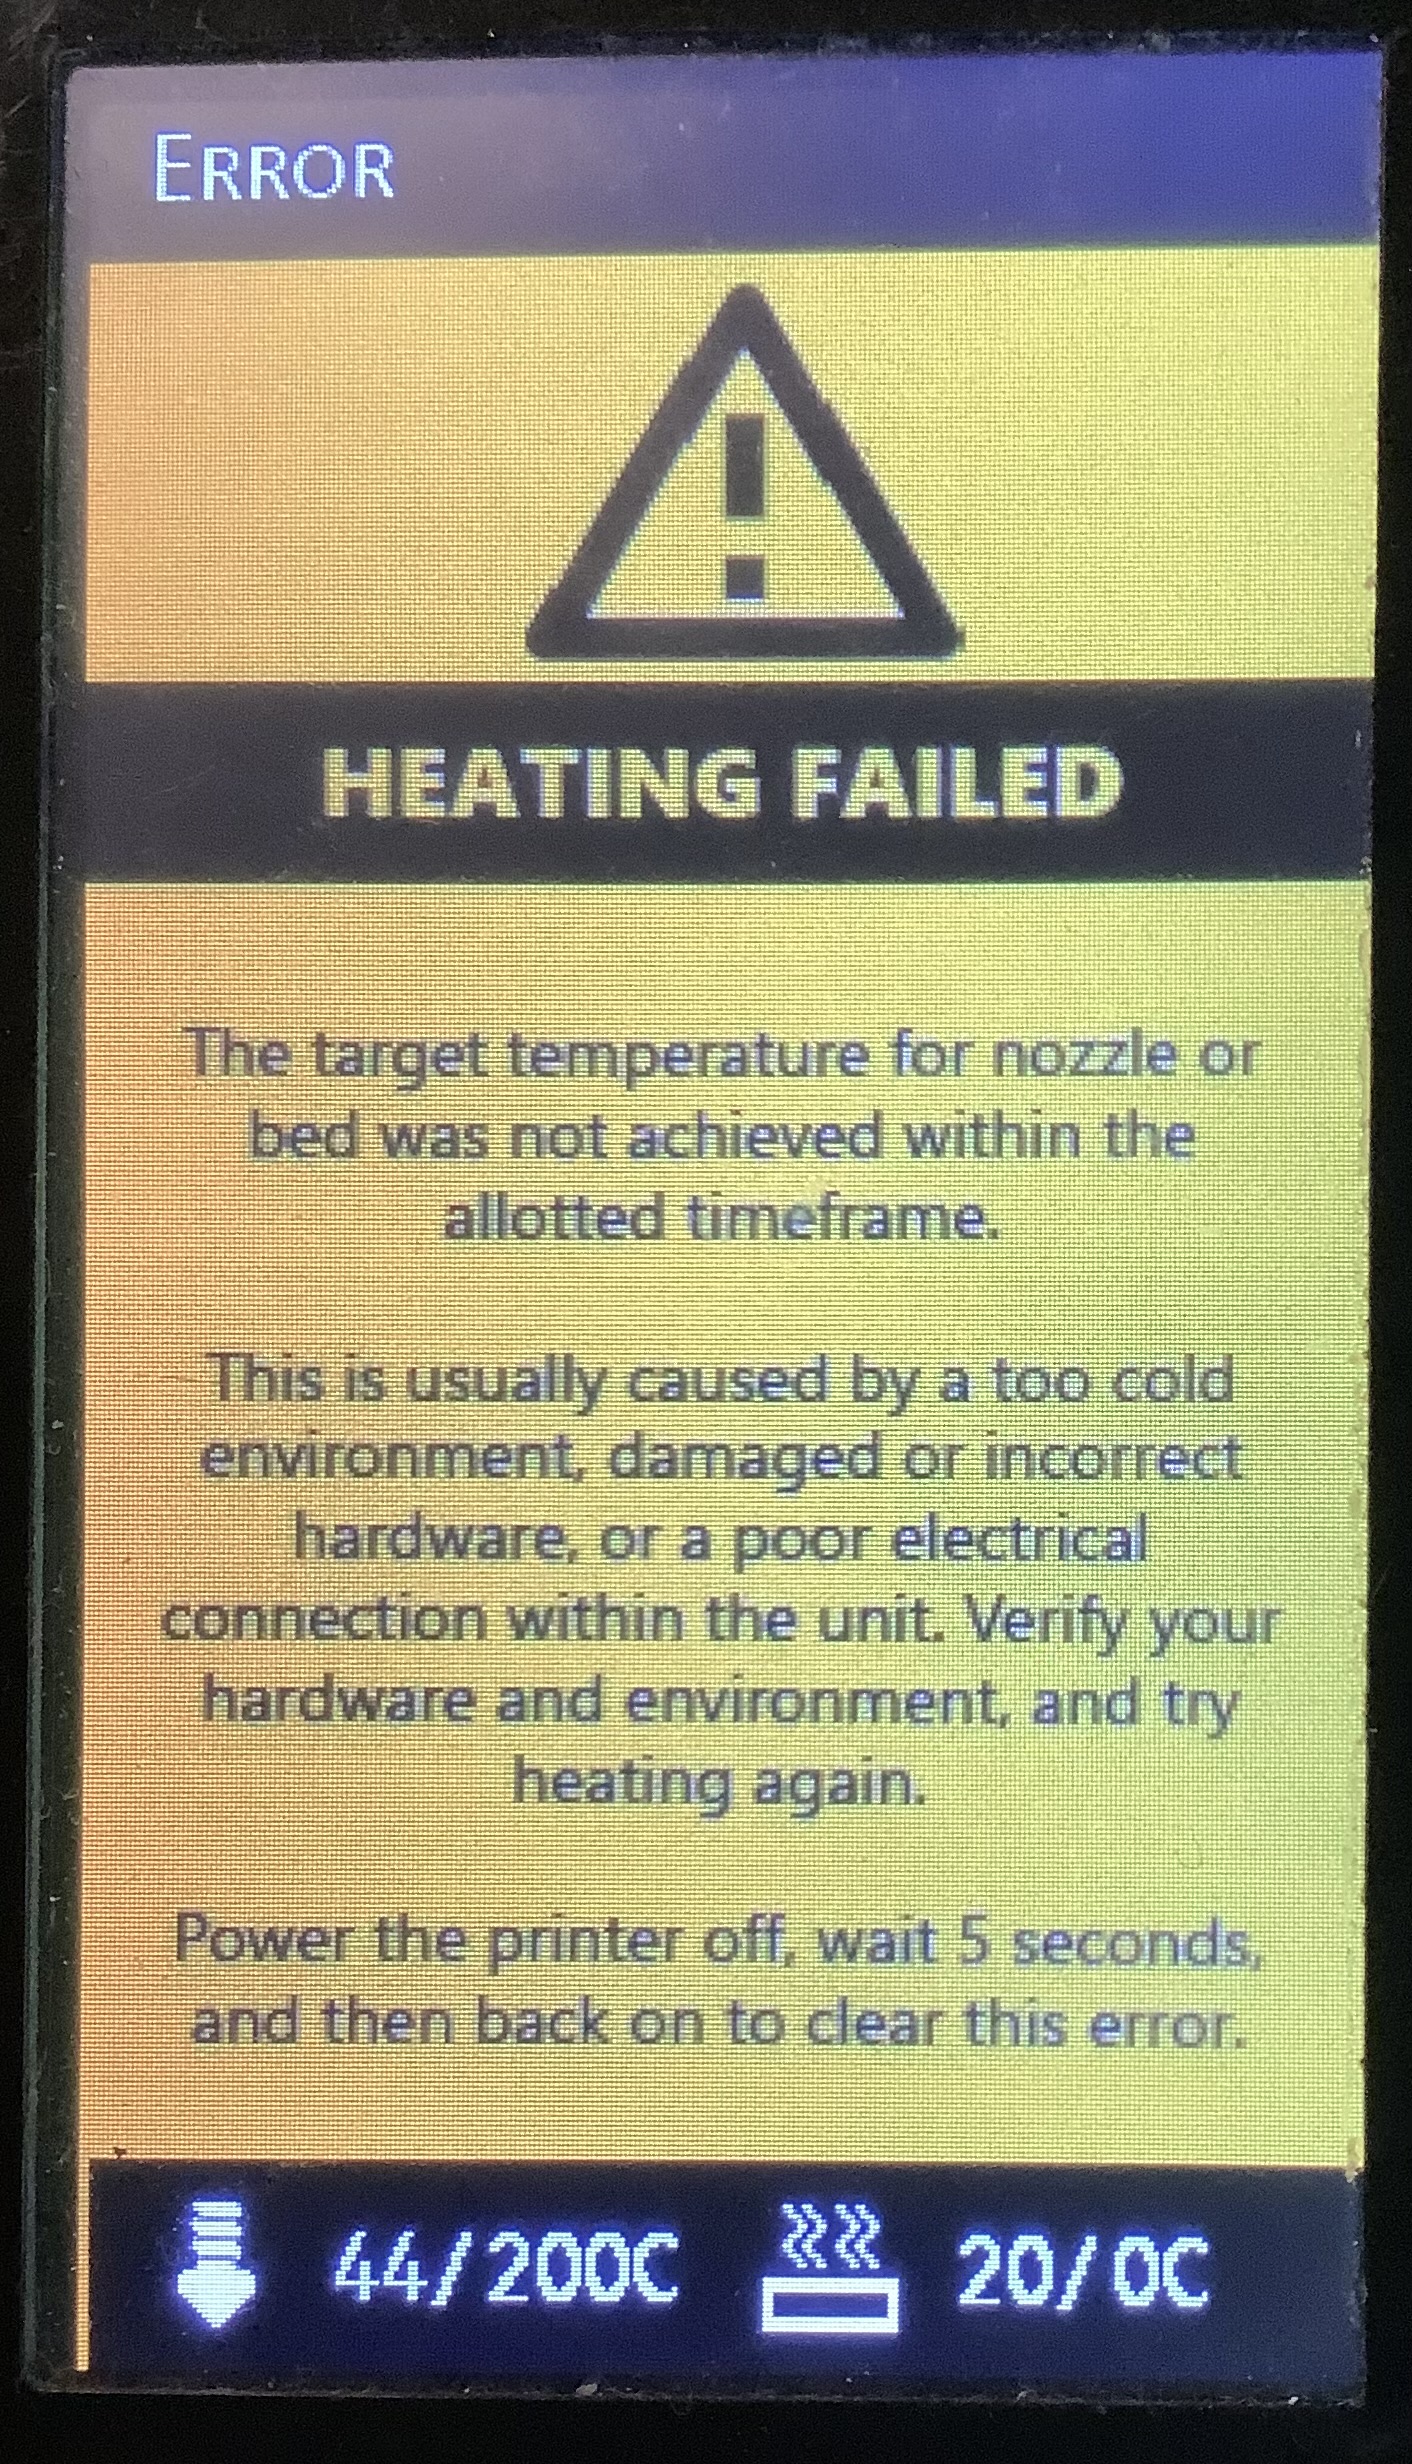 ERROR
HEATING FAILED
The target temperature for nozzle or
bed was not achieved within the
allotted timeframe.
This is usually caused by a too cold
environment, damaged or incorrect
hardware, or a poor electrical
connection within the unit. Verify your
hardware and environment, and try
heating again.
Power the printer off, wait 5 seconds,
and then back on to clear this error.
44/200C 20/0C